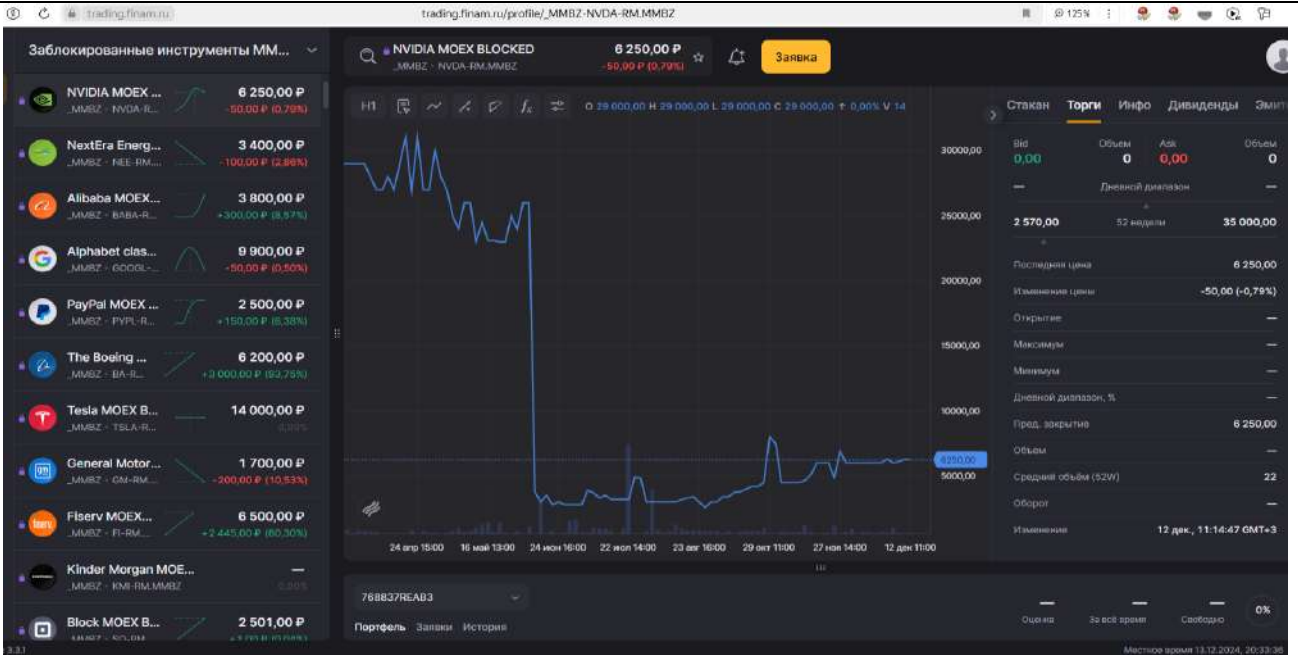 trading.finam.ru
trading.finam.ru/profile/_MMBZ-NVDA-RM.MMBZ
125%
Заблокированные инструменты ММ...
NVIDIA MOEX ...
6 250,00 ₽
_MMBZ · NVDA-R...
-50,00 ₽ (0,79%)
NextEra Energ...
3 400,00 ₽
_MMBZ · NEE-RM....
-100,00 ₽ (2,86%)
Alibaba MOEX...
3 800,00 ₽
_MMBZ · BABA-R...
+300,00 ₽ (8,57%)
Alphabet clas...
9 900,00 ₽
_MMBZ · GOOGL-...
-50,00 ₽ (0,50%)
PayPal MOEX ...
2 500,00 ₽
_MMBZ · PYPL-R...
+150,00 ₽ (6,38%)
The Boeing ...
6 200,00 ₽
_MMBZ · BA-R...
+3 000,00 ₽ (93,75%)
Tesla MOEX B...
14 000,00 ₽
_MMBZ · TSLA-R...
0,00%
General Motor...
1 700,00 ₽
_MMBZ · GM-RM...
-200,00 ₽ (10,53%)
Fiserv MOEX...
6 500,00 ₽
_MMBZ · FI-RM...
+2 445,00 ₽ (60,30%)
Kinder Morgan MOE...
—
_MMBZ · KMI-RM.MMBZ
0,00%
Block MOEX B...
2 501,00 ₽
3.3.1
NVIDIA MOEX BLOCKED
_MMBZ · NVDA-RM.MMBZ
6 250,00 ₽
-50,00 ₽ (0,79%)
Заявка
H1
O 29 000,00 H 29 000,00 L 29 000,00 C 29 000,00 + 0,00% V 14
30000,00
25000,00
20000,00
15000,00
10000,00
6250,00
5000,00
24 апр 15:00 16 май 13:00 24 июн 16:00 22 июл 14:00 23 авг 16:00 29 окт 11:00 27 ноя 14:00 12 дек 11:00
768837REAB3
Портфель Заявки История
Стакан Торги Инфо Дивиденды Эмит
Bid Объем Ask Объем
0,00 0 0,00 0
— Дневной диапазон —
2 570,00 52 недели 35 000,00
Последняя цена 6 250,00
Изменение цены -50,00 (-0,79%)
Открытие —
Максимум —
Минимум —
Дневной диапазон, % —
Пред. закрытие 6 250,00
Объем —
Средний объём (52W) 22
Оборот —
Изменение 12 дек., 11:14:47 GMT+3
— — —
Оценка За всё время Свободно 0%
Местное время 13.12.2024, 20:33:36